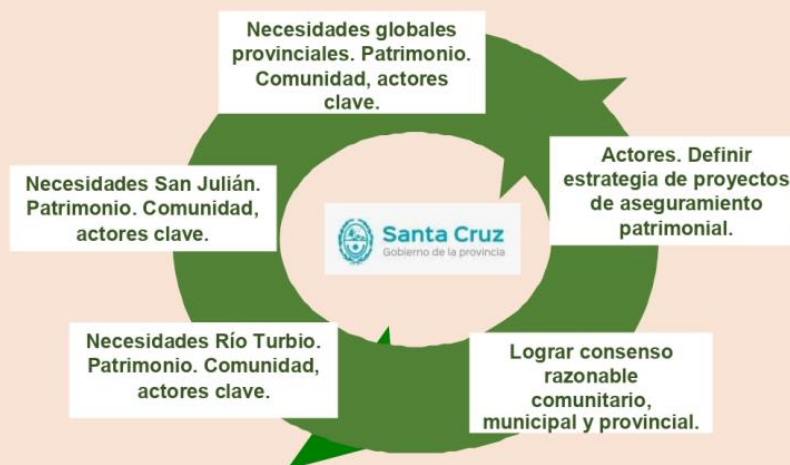 Necesidades globales
provinciales. Patrimonio.
Comunidad, actores
clave.
Actores. Definir
estrategia de proyectos
de aseguramiento
patrimonial.
Necesidades San Julián.
Patrimonio. Comunidad,
actores clave.
Santa Cruz
Gobierno de la provincia
Necesidades Río Turbio.
Patrimonio. Comunidad,
actores clave.
Lograr consenso
razonable
comunitario,
municipal y provincial.